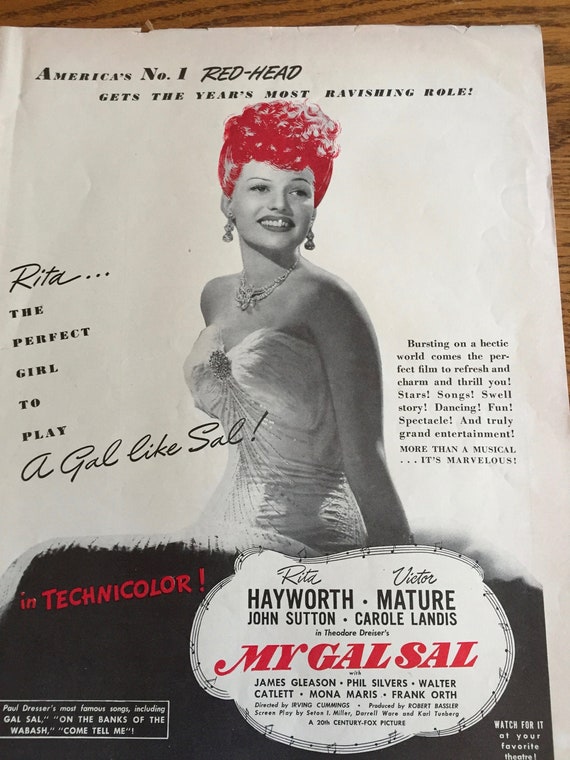 AMERICA'S NO. 1 RED-HEAD
GETS THE YEAR'S MOST RAVISHING ROLE!
Rita...
THE
PERFECT
GIRL
TO
PLAY
A Gal like Sal!
Bursting on a hectic
world comes the per-
fect film to refresh and
charm and thrill you!
Stars! Songs! Swell
story! Dancing! Fun!
Spectacle! And truly
grand entertainment!
MORE THAN A MUSICAL
...IT'S MARVELOUS!
in TECHNICOLOR!
Rita Victor
HAYWORTH · MATURE
JOHN SUTTON · CAROLE LANDIS
in Theodore Dreiser's
MY GAL SAL
with
JAMES GLEASON · PHIL SILVERS · WALTER
CATLETT · MONA MARIS · FRANK ORTH
Directed by IRVING CUMMINGS · Produced by ROBERT BASSLER
Screen Play by Seton I. Miller, Darrell Ware and Karl Tunberg
A 20th CENTURY-FOX PICTURE
Paul Dresser's most famous songs, including
GAL SAL," "ON THE BANKS OF THE
WABASH," "COME TELL ME"!
WATCH FOR IT
at your
favorite
theatre!